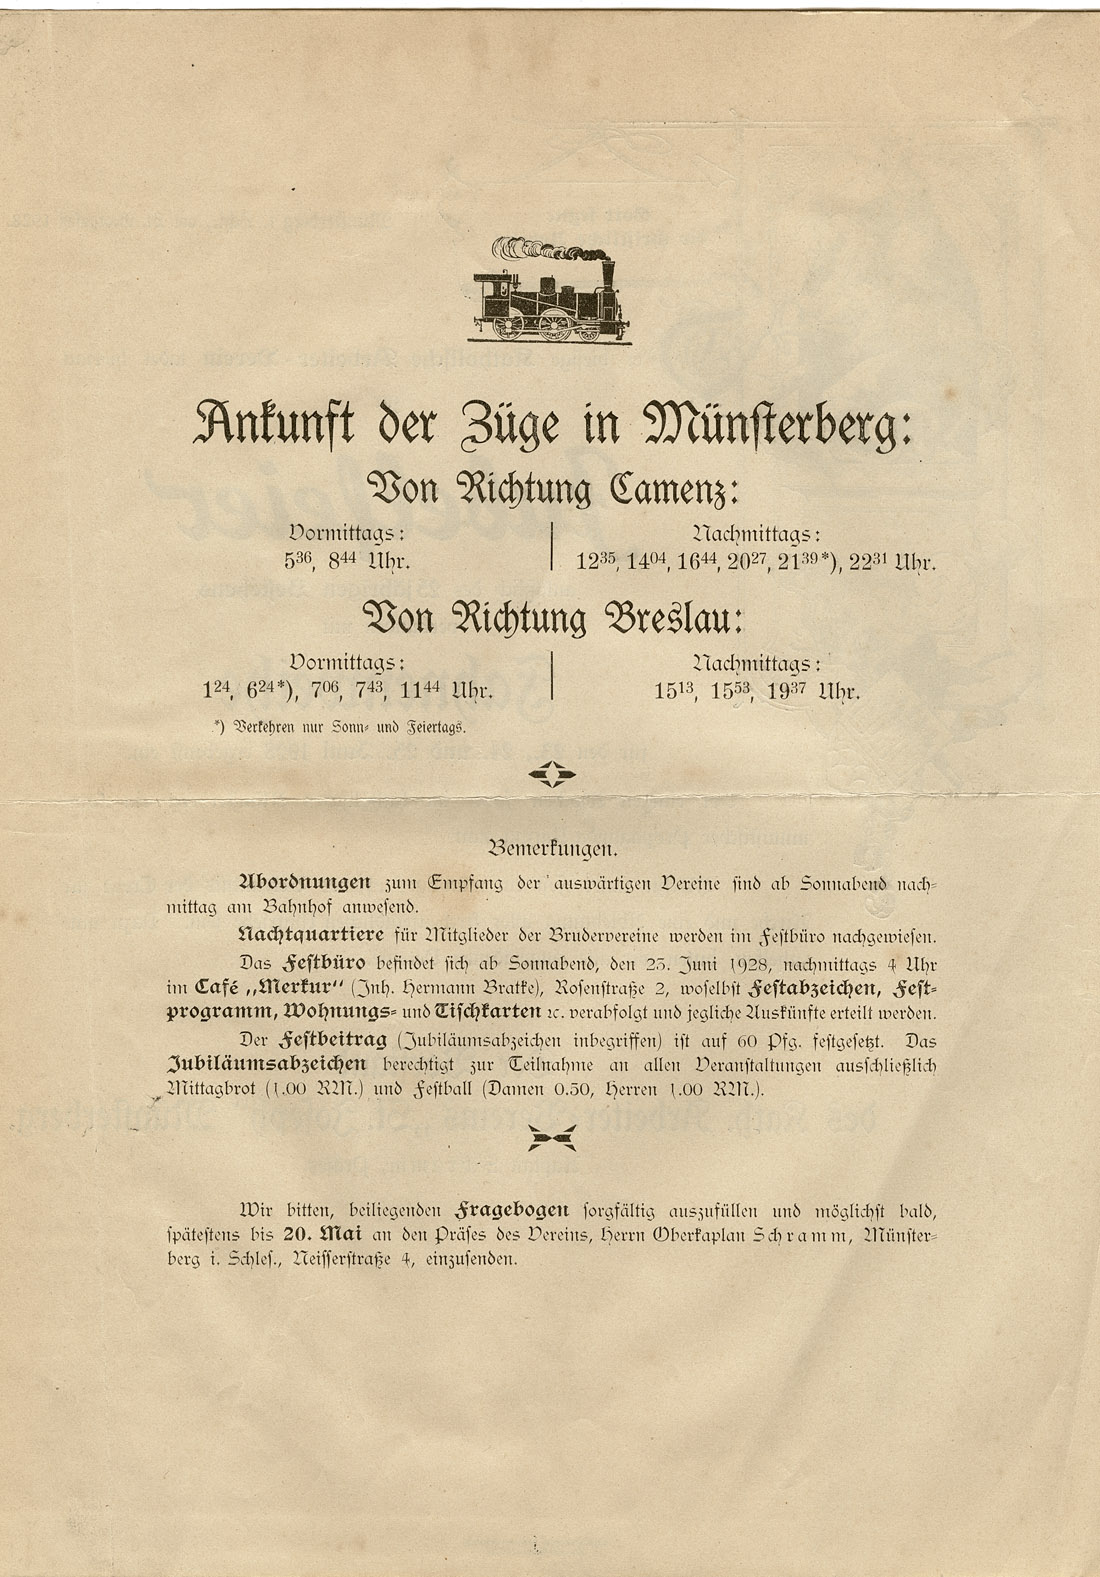 Ankunft der Züge in Münsterberg:
Von Richtung Camenz:
Vormittags:
5³⁶, 8⁴⁴ Uhr.
Nachmittags:
12³⁵, 14⁰⁴, 16⁴⁴, 20²⁷, 21³⁹*), 22³¹ Uhr.
Von Richtung Breslau:
Vormittags:
1²⁴, 6²⁴*), 7⁰⁶, 7⁴³, 11⁴⁴ Uhr.
Nachmittags:
15¹³, 15⁵³, 19³⁷ Uhr.
*) Verkehren nur Sonn- und Feiertags.
Bemerkungen.
Abordnungen zum Empfang der auswärtigen Vereine sind ab Sonnabend nach-
mittag am Bahnhof anwesend.
Nachtquartiere für Mitglieder der Brudervereine werden im Festbüro nachgewiesen.
Das Festbüro befindet sich ab Sonnabend, den 23. Juni 1928, nachmittags 4 Uhr
im Café „Merkur" (Inh. Hermann Bratke), Rosenstraße 2, woselbst Festabzeichen, Fest-
programm, Wohnungs- und Tischkarten ꝛc. verabfolgt und jegliche Auskünfte erteilt werden.
Der Festbeitrag (Jubiläumsabzeichen inbegriffen) ist auf 60 Pfg. festgesetzt. Das
Jubiläumsabzeichen berechtigt zur Teilnahme an allen Veranstaltungen ausschließlich
Mittagbrot (1.00 RM.) und Festball (Damen 0.50, Herren 1.00 RM.).
Wir bitten, beiliegenden Fragebogen sorgfältig auszufüllen und möglichst bald,
spätestens bis 20. Mai an den Präses des Vereins, Herrn Oberkaplan Schramm, Münster-
berg i. Schles., Neisserstraße 4, einzusenden.